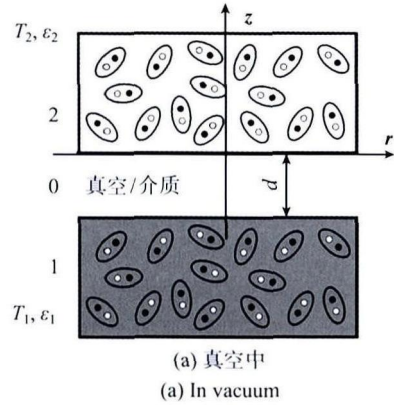 z
T₂, ε₂
2
r
0 真空/介质
d
1
T₁, ε₁
(a) 真空中
(a) In vacuum